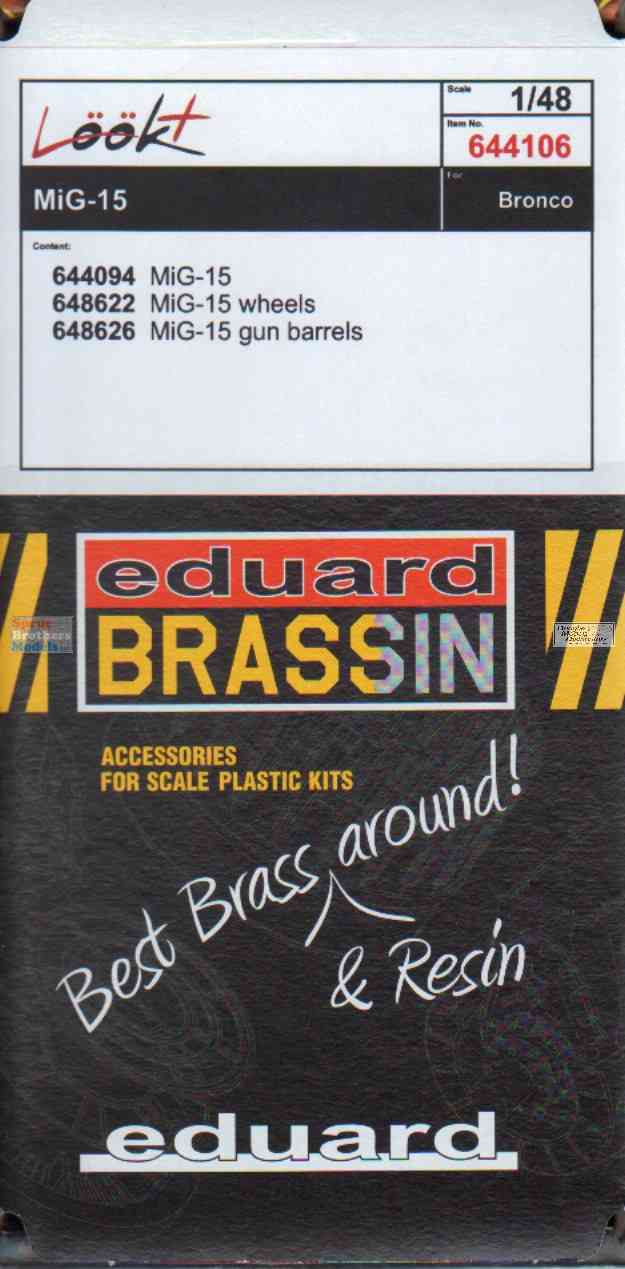 Löök+
Scale
1/48
Item No.
644106
MiG-15
For
Bronco
Content:
644094 MiG-15
648622 MiG-15 wheels
648626 MiG-15 gun barrels
eduard
BRASSIN
Sprue
Brothers
Models
ACCESSORIES
FOR SCALE PLASTIC KITS
Best Brass around!
& Resin
eduard